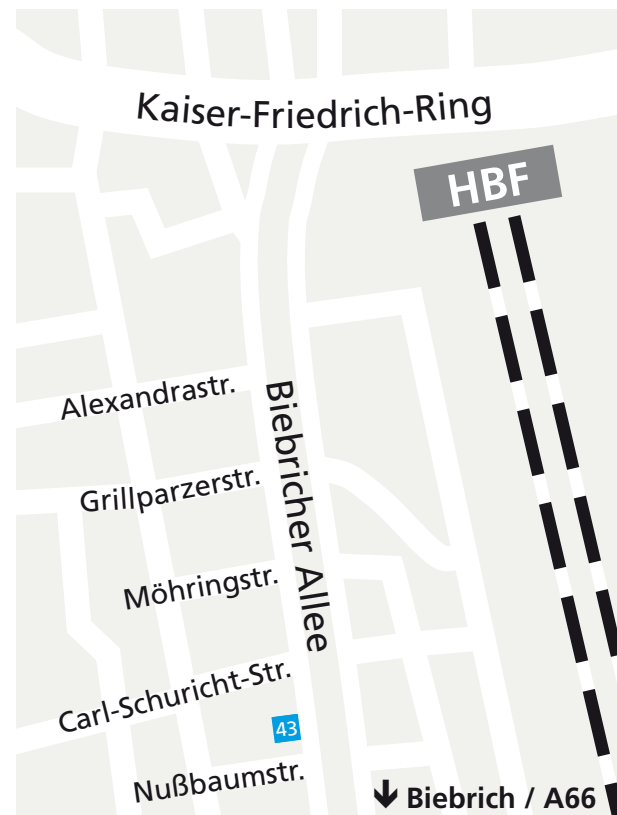 Kaiser-Friedrich-Ring
HBF
Alexandrastr.
Biebricher Allee
Grillparzerstr.
Möhringstr.
Carl-Schuricht-Str.
43
Nußbaumstr.
↓ Biebrich / A66